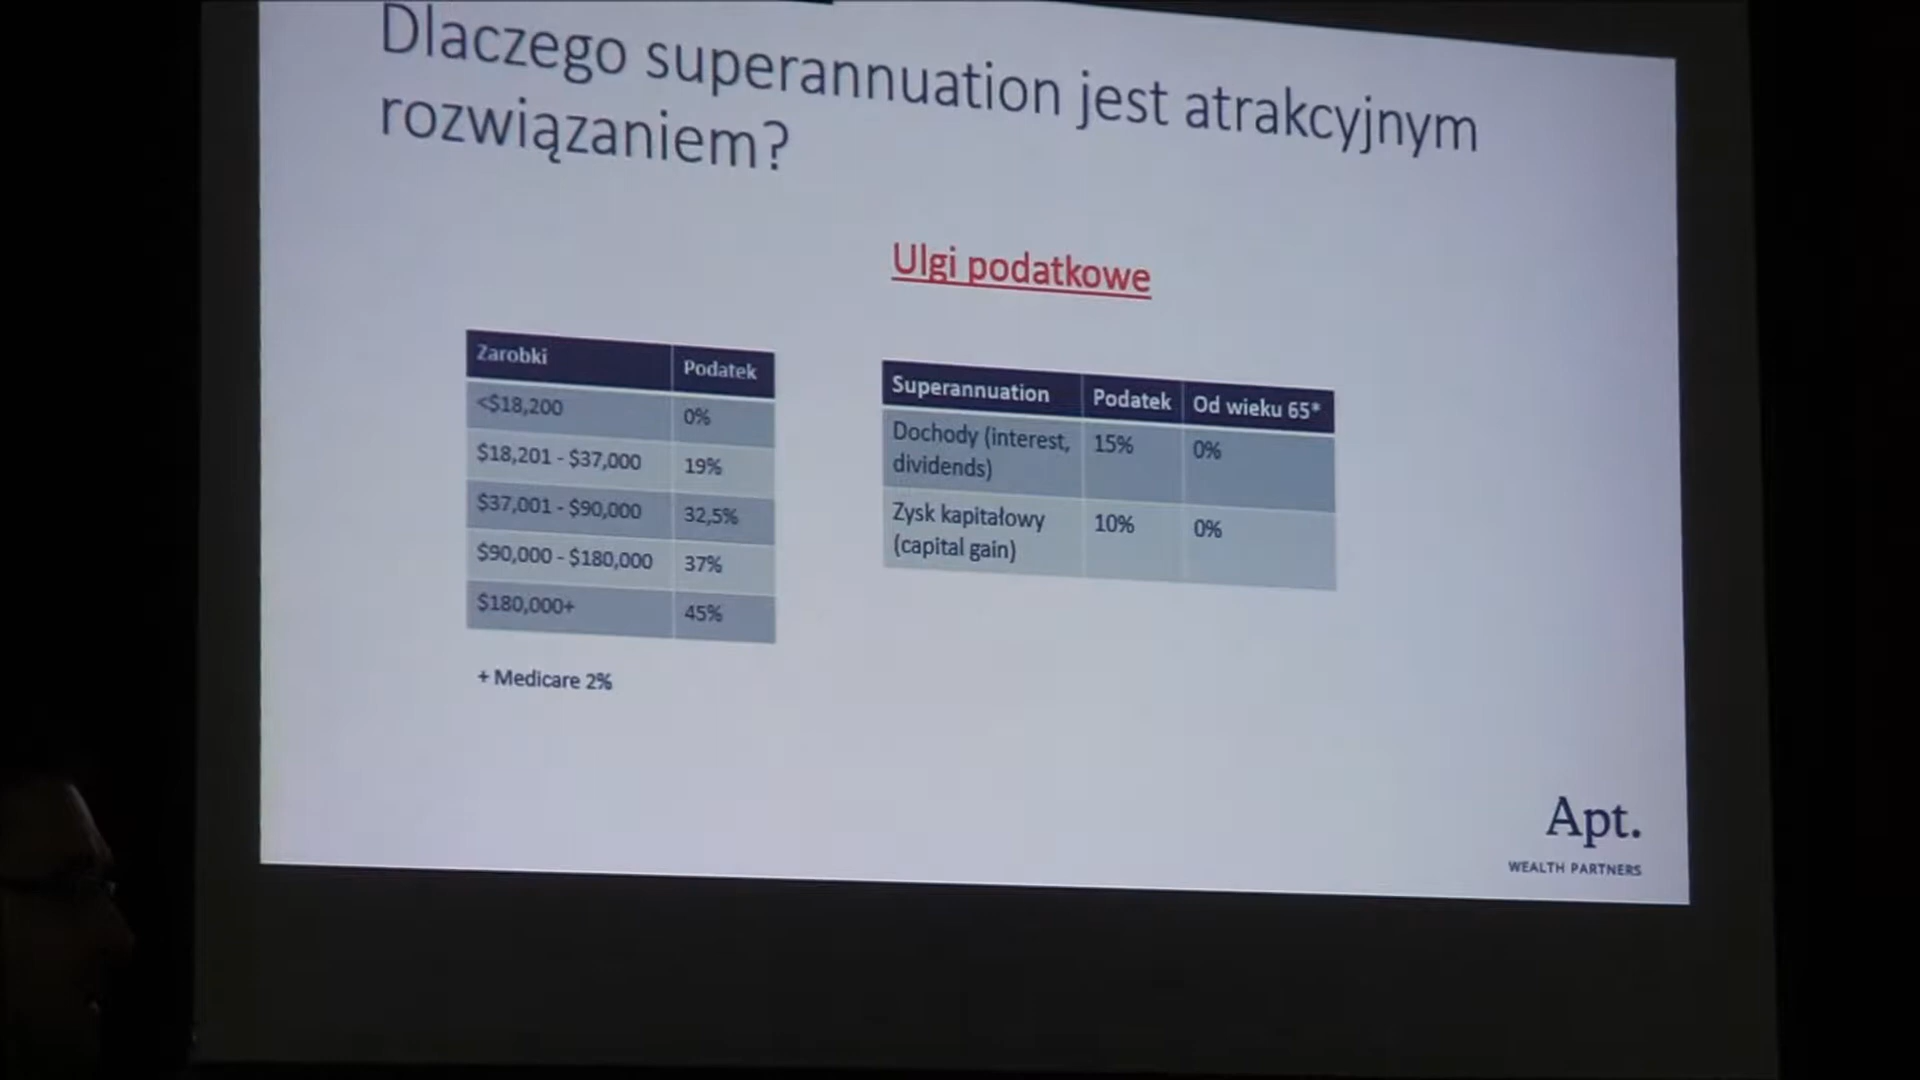 Dlaczego superannuation jest atrakcyjnym
rozwiązaniem?
Ulgi podatkowe
Zarobki Podatek
<$18,200 0%
$18,201 - $37,000 19%
$37,001 - $90,000 32,5%
$90,000 - $180,000 37%
$180,000+ 45%
+ Medicare 2%
Superannuation Podatek Od wieku 65*
Dochody (interest, 15% 0%
dividends)
Zysk kapitałowy 10% 0%
(capital gain)
Apt.
WEALTH PARTNERS